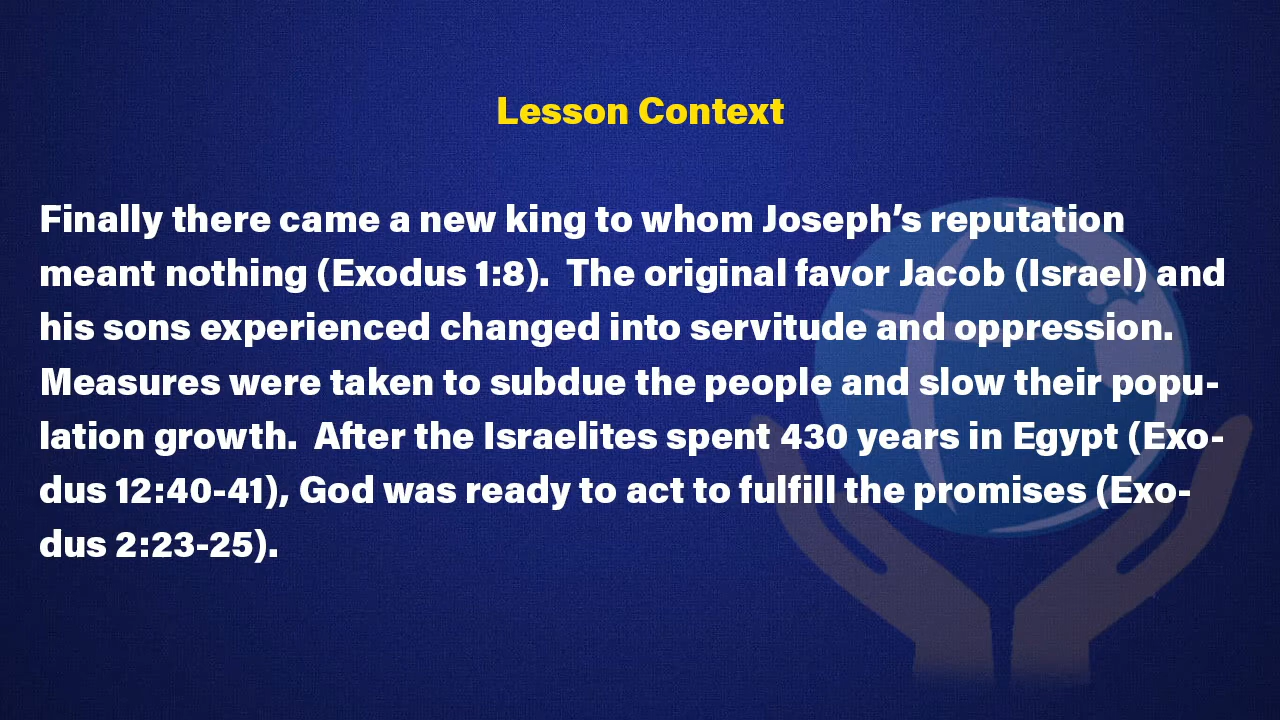 Lesson Context
Finally there came a new king to whom Joseph’s reputation
meant nothing (Exodus 1:8).  The original favor Jacob (Israel) and
his sons experienced changed into servitude and oppression.
Measures were taken to subdue the people and slow their popu-
lation growth.  After the Israelites spent 430 years in Egypt (Exo-
dus 12:40-41), God was ready to act to fulfill the promises (Exo-
dus 2:23-25).